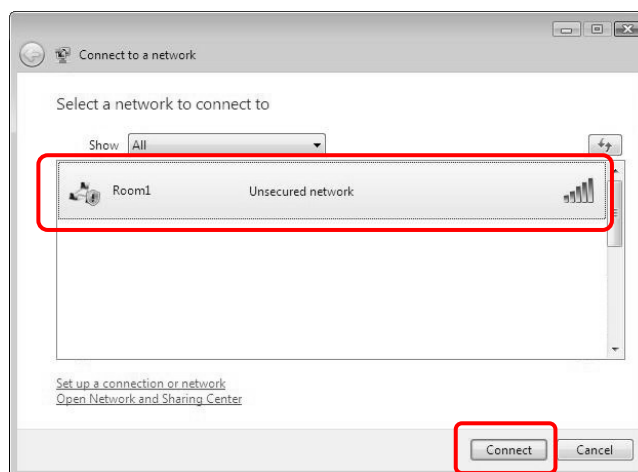 Connect to a network
Select a network to connect to
Show All
Room1 Unsecured network
Set up a connection or network
Open Network and Sharing Center
Connect Cancel